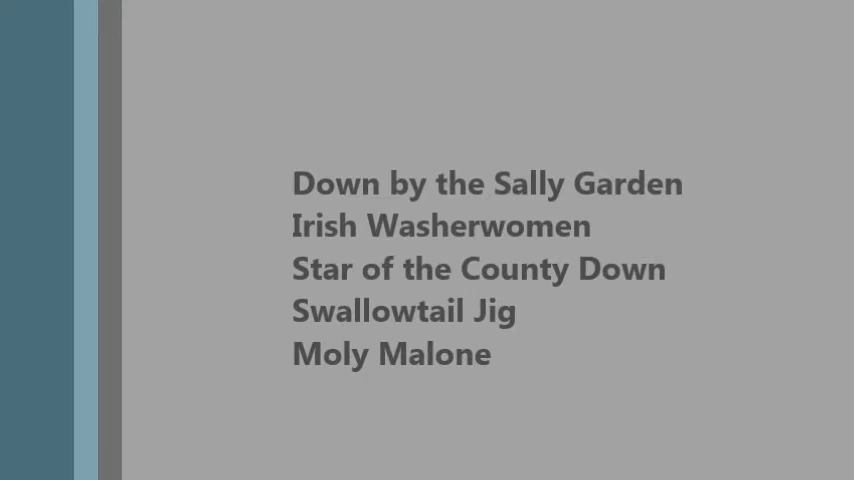 Down by the Sally Garden
Irish Washerwomen
Star of the County Down
Swallowtail Jig
Moly Malone